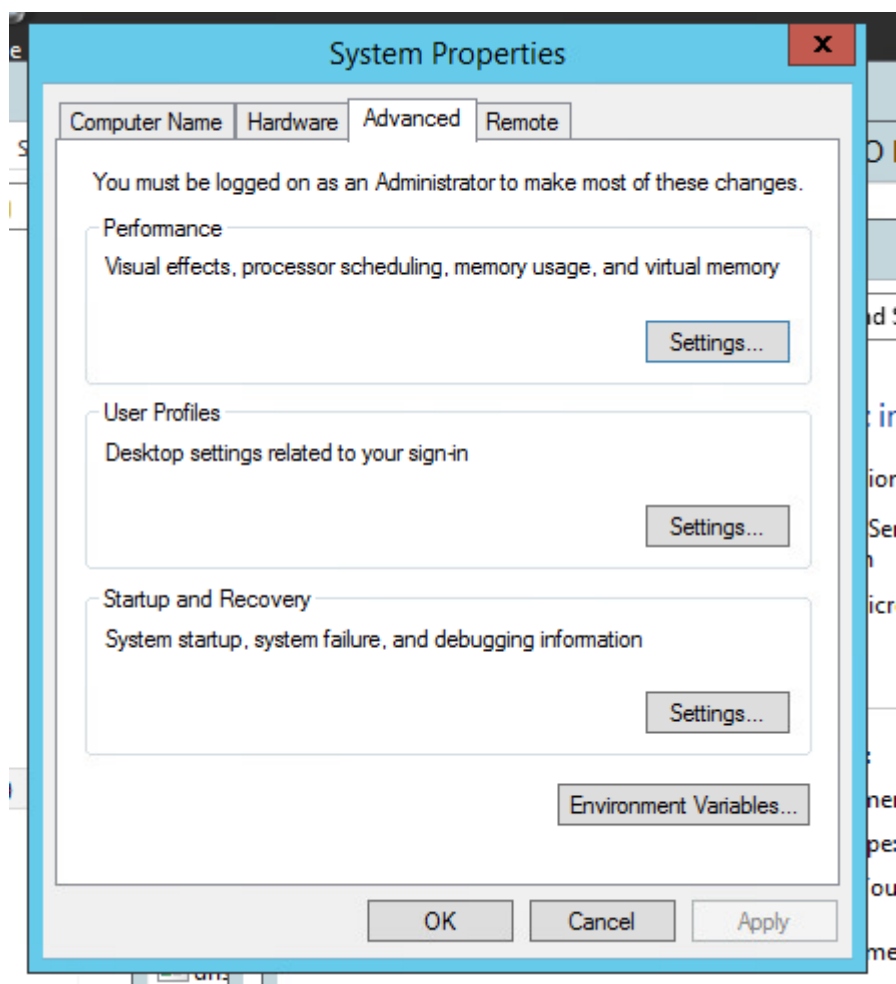 System Properties
x
Computer Name Hardware Advanced Remote
You must be logged on as an Administrator to make most of these changes.
Performance
Visual effects, processor scheduling, memory usage, and virtual memory
Settings...
User Profiles
Desktop settings related to your sign-in
Settings...
Startup and Recovery
System startup, system failure, and debugging information
Settings...
Environment Variables...
OK Cancel Apply